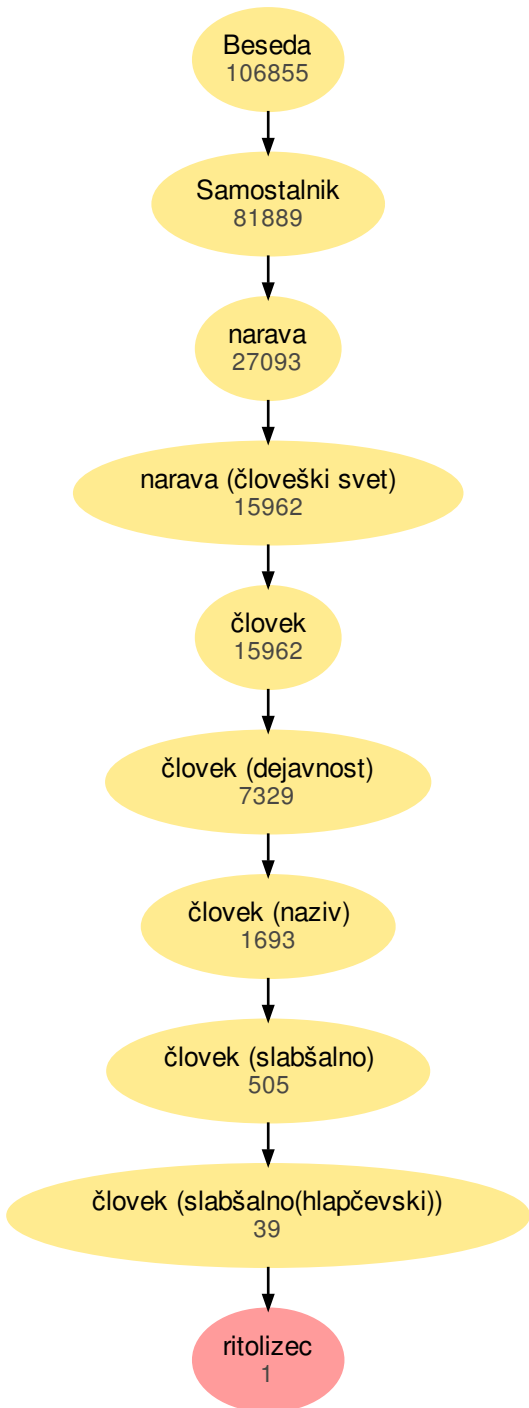 Beseda
106855
Samostalnik
81889
narava
27093
narava (človeški svet)
15962
človek
15962
človek (dejavnost)
7329
človek (naziv)
1693
človek (slabšalno)
505
človek (slabšalno(hlapčevski))
39
ritolizec
1